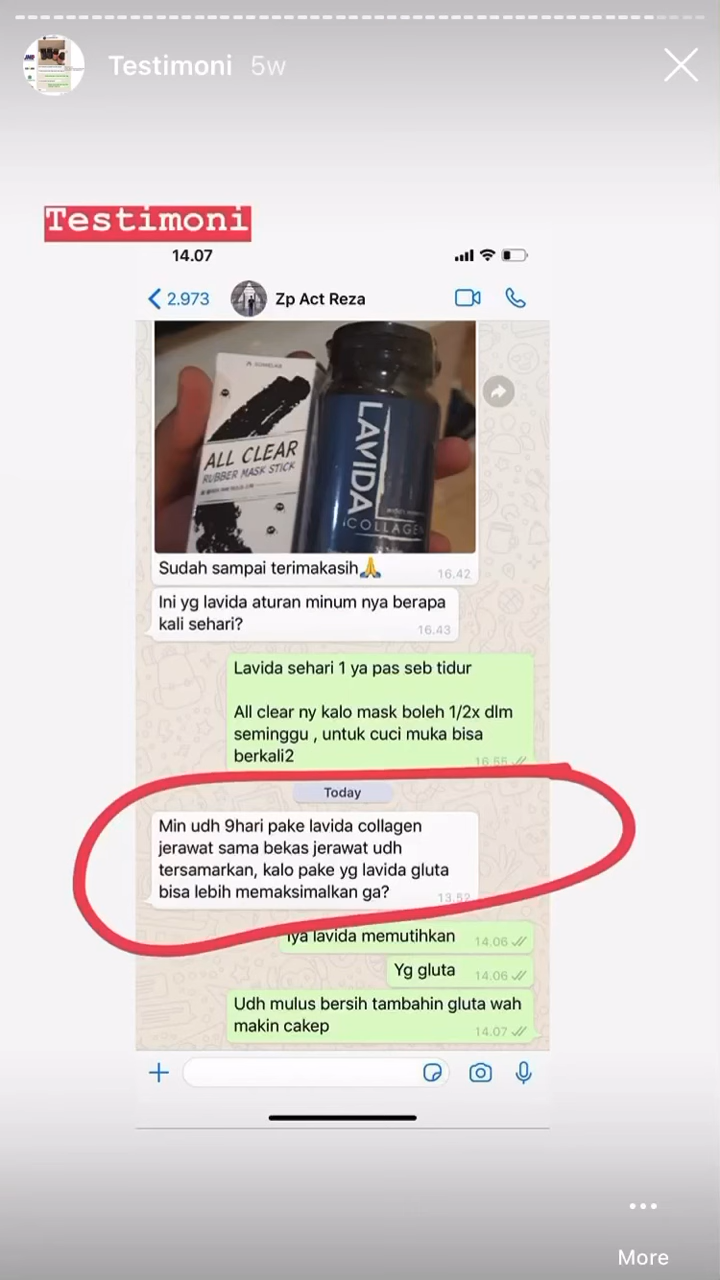 Testimoni 5w
Testimoni
14.07
2.973 Zp Act Reza
ALL CLEAR
RUBBER MASK STICK
LAVIDA
COLLAGEN
Sudah sampai terimakasih🙏
16.42
Ini yg lavida aturan minum nya berapa
kali sehari?
16.43
Lavida sehari 1 ya pas seb tidur
All clear ny kalo mask boleh 1/2x dlm
seminggu , untuk cuci muka bisa
berkali2
16.55
Today
Min udh 9hari pake lavida collagen
jerawat sama bekas jerawat udh
tersamarkan, kalo pake yg lavida gluta
bisa lebih memaksimalkan ga?
13.52
Iya lavida memutihkan 14.06
Yg gluta 14.06
Udh mulus bersih tambahin gluta wah
makin cakep
14.07
More